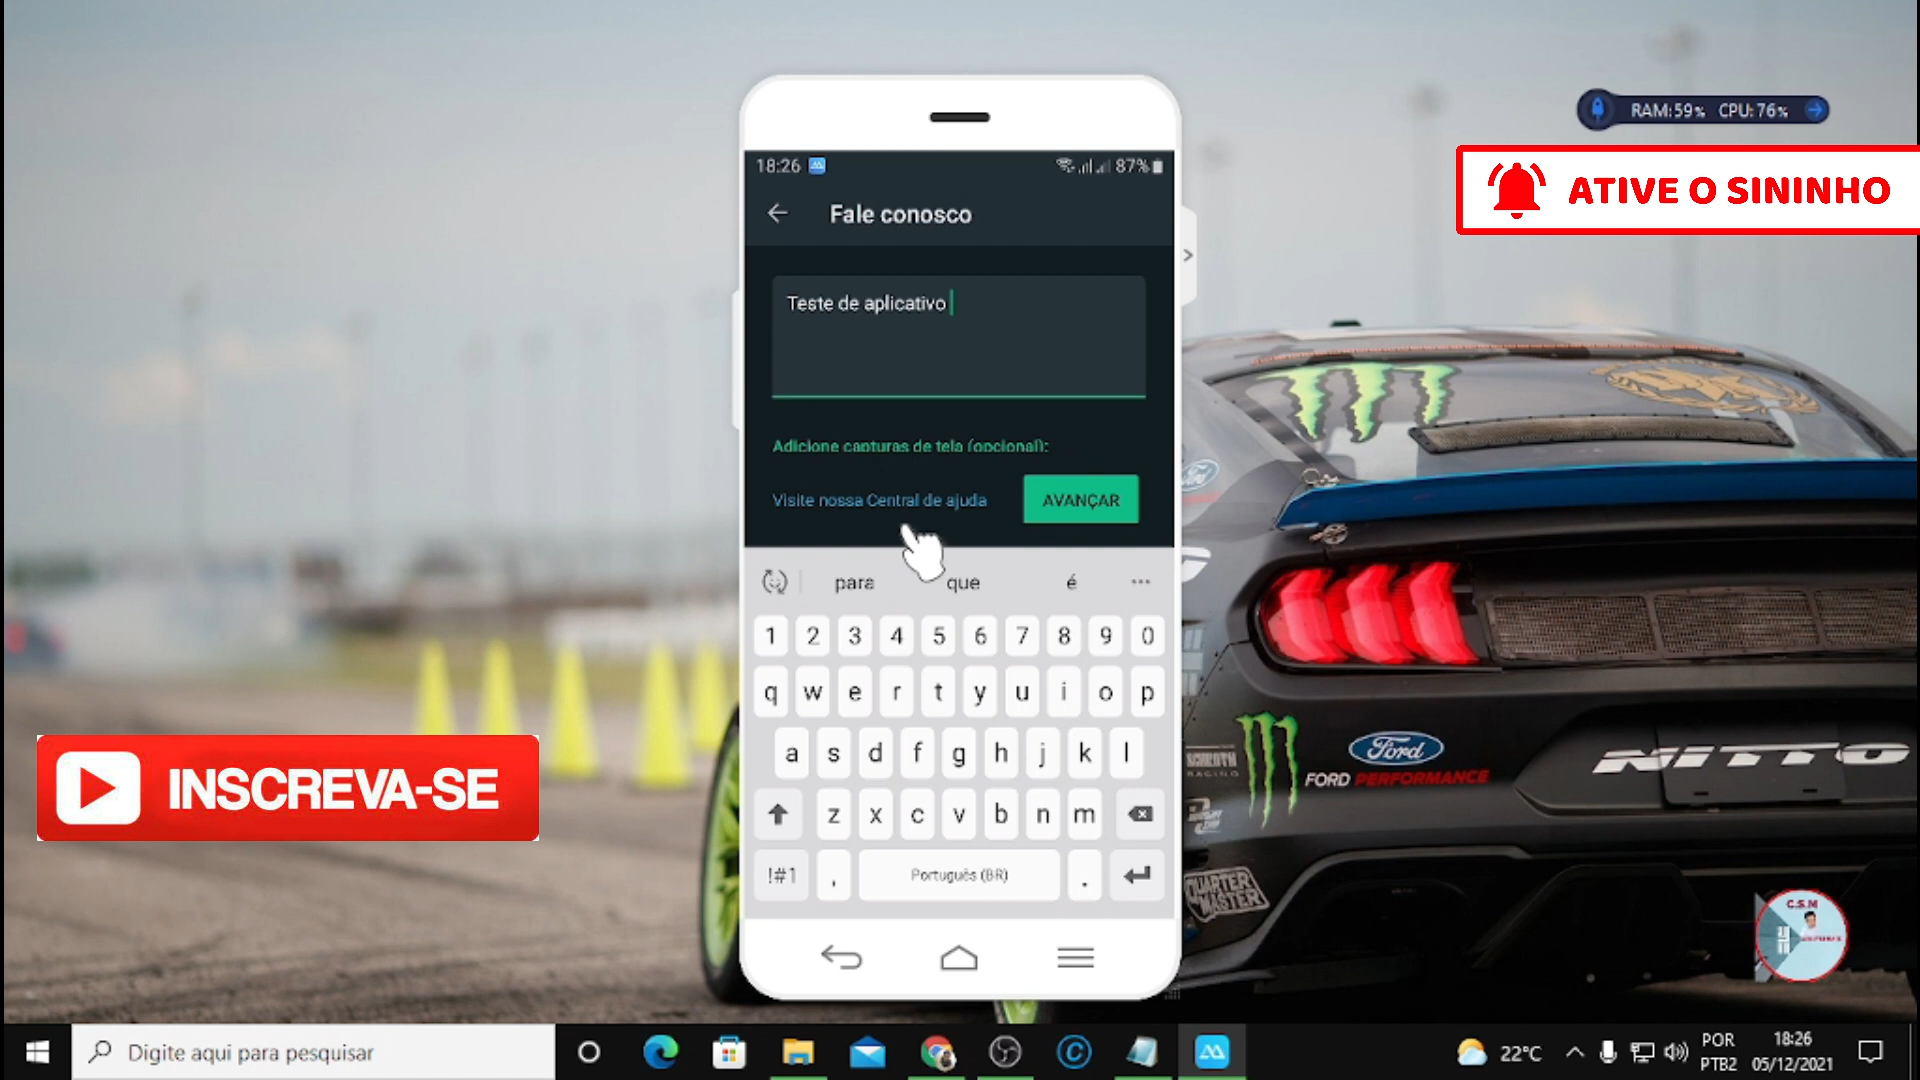 RAM:59% CPU:76%
ATIVE O SININHO
18:26
87%
Fale conosco
Teste de aplicativo
Adicione capturas de tela (opcional):
Visite nossa Central de ajuda
AVANÇAR
para que é ...
1 2 3 4 5 6 7 8 9 0
q w e r t y u i o p
a s d f g h j k l
z x c v b n m
!#1 , Português (BR) .
INSCREVA-SE
Ford
FORD PERFORMANCE
NITTO
Ford
RACING
QUARTER
MASTER
C.S.M
Digite aqui para pesquisar
22°C
POR
PTB2
18:26
05/12/2021